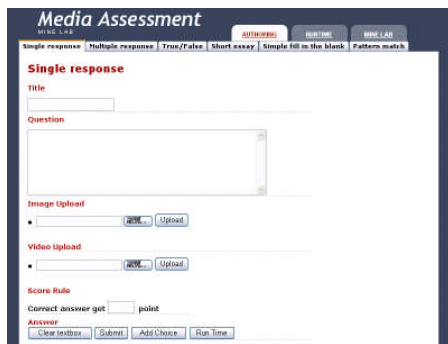 Media Assessment
MINE LAB
AUTHORING RUNTIME MINE LAB
Single response Multiple response True/False Short essay Simple fill in the blank Pattern match
Single response
Title
Question
Image Upload
Upload
Video Upload
Upload
Score Rule
Correct answer get point
Answer
Clear textbox Submit Add Choice Run Time